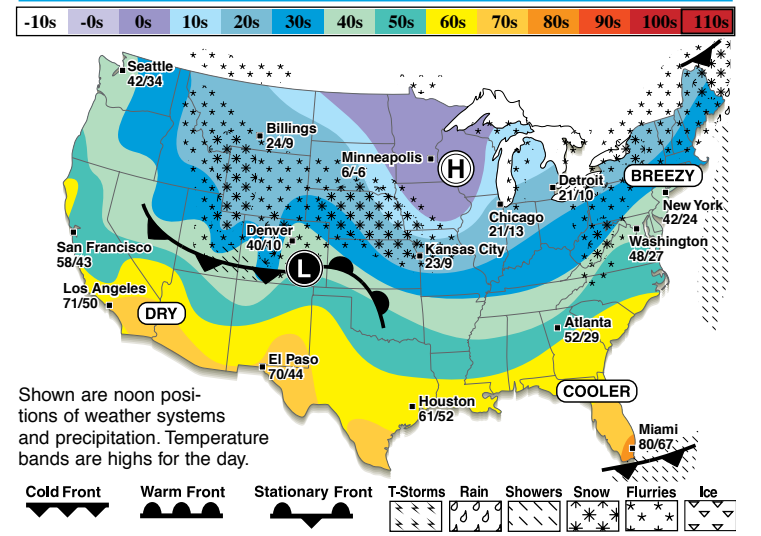 -10s -0s 0s 10s 20s 30s 40s 50s 60s 70s 80s 90s 100s 110s
Seattle
42/34
Billings
24/9
Minneapolis
6/-6
H
Detroit
21/10
BREEZY
New York
42/24
Chicago
21/13
Denver
40/10
Kansas City
23/9
Washington
48/27
San Francisco
58/43
L
Los Angeles
71/50
DRY
Atlanta
52/29
El Paso
70/44
COOLER
Houston
61/52
Miami
80/67
Shown are noon posi-
tions of weather systems
and precipitation. Temperature
bands are highs for the day.
Cold Front Warm Front Stationary Front T-Storms Rain Showers Snow Flurries Ice